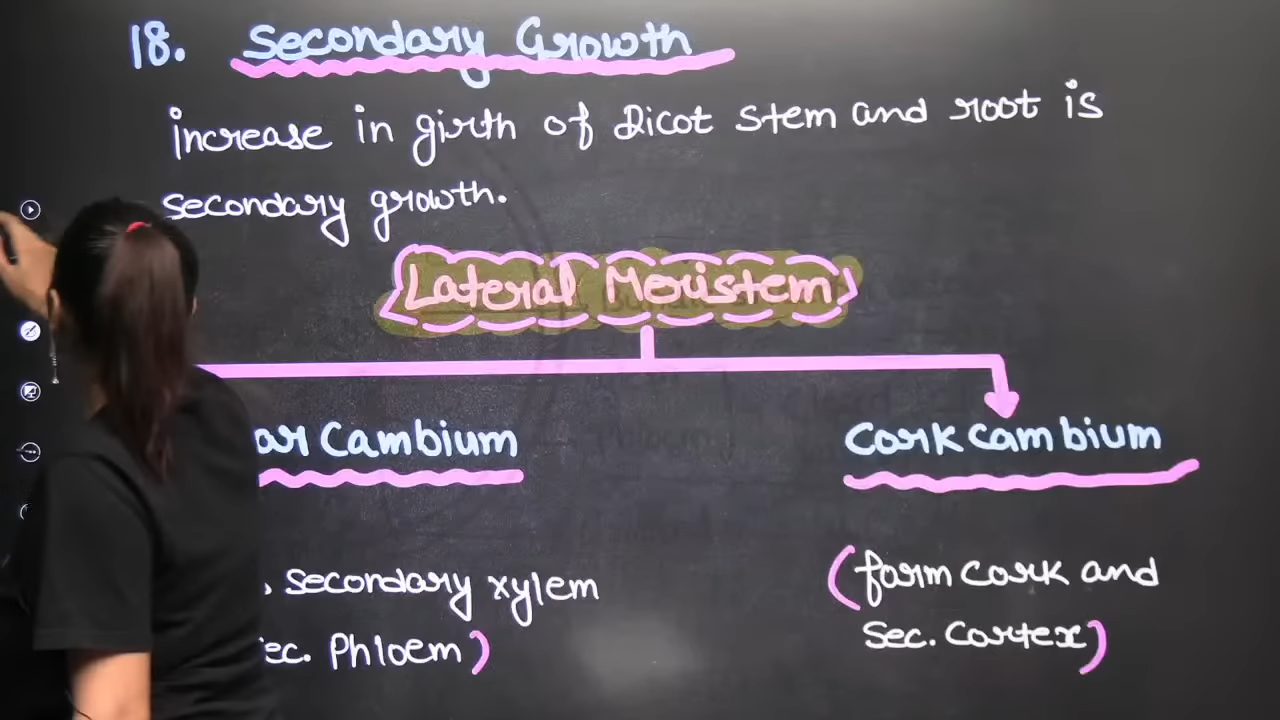 18. Secondary Growth
increase in girth of Dicot stem and root is
secondary growth.
Lateral Meristem
ar Cambium
Cork cambium
secondary xylem
ec. Phloem)
(form cork and
Sec. Cortex)